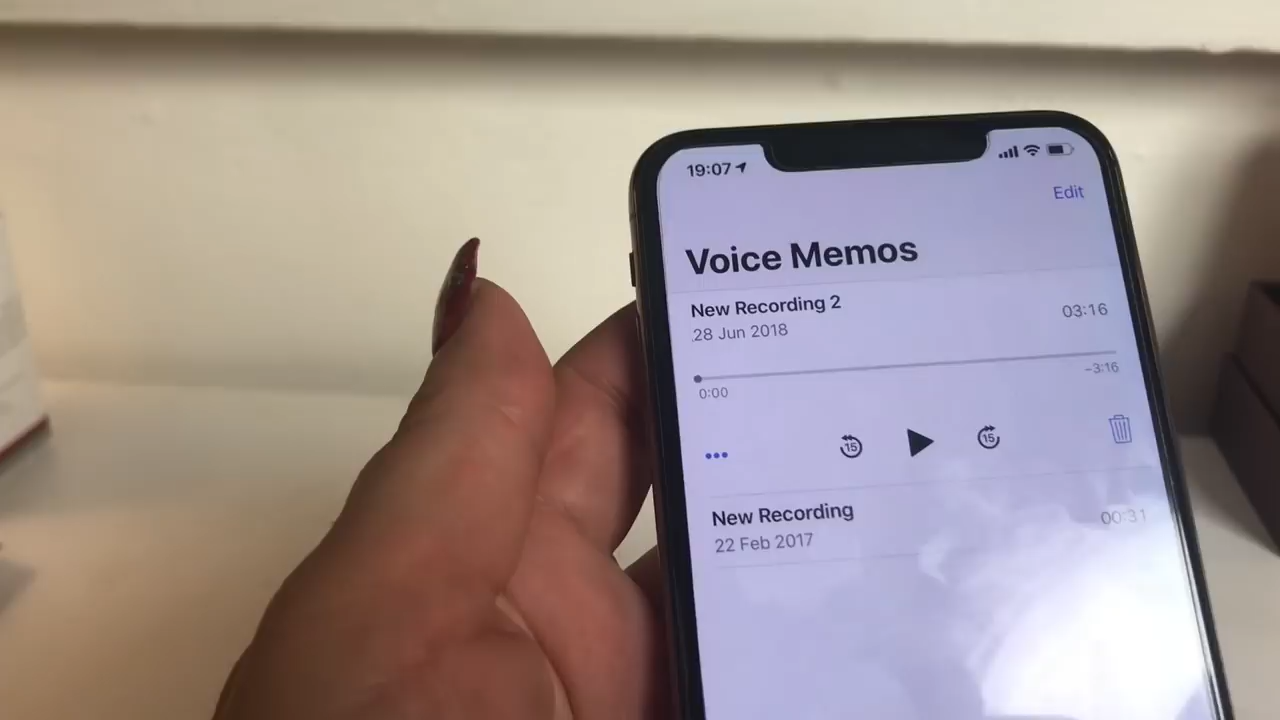 19:07
Edit
Voice Memos
New Recording 2
28 Jun 2018
03:16
0:00
−3:16
15
15
New Recording
22 Feb 2017
00:31